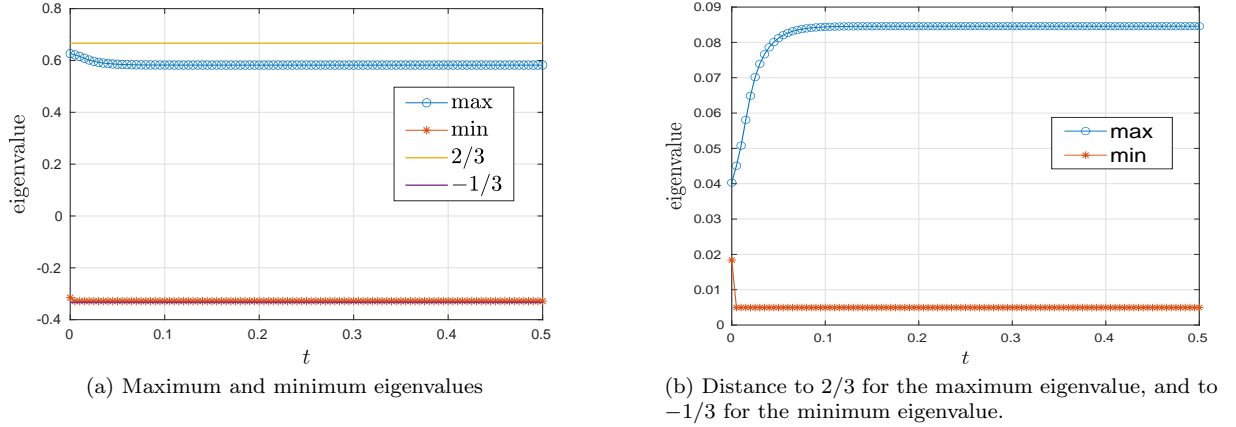 0.8
0.6
0.4
0.2
0
-0.2
-0.4
eigenvalue
0
0.1
0.2
0.3
0.4
0.5
t
max
min
2/3
−1/3
(a) Maximum and minimum eigenvalues
0.09
0.08
0.07
0.06
0.05
0.04
0.03
0.02
0.01
0
eigenvalue
0
0.1
0.2
0.3
0.4
0.5
t
max
min
(b) Distance to 2/3 for the maximum eigenvalue, and to
−1/3 for the minimum eigenvalue.